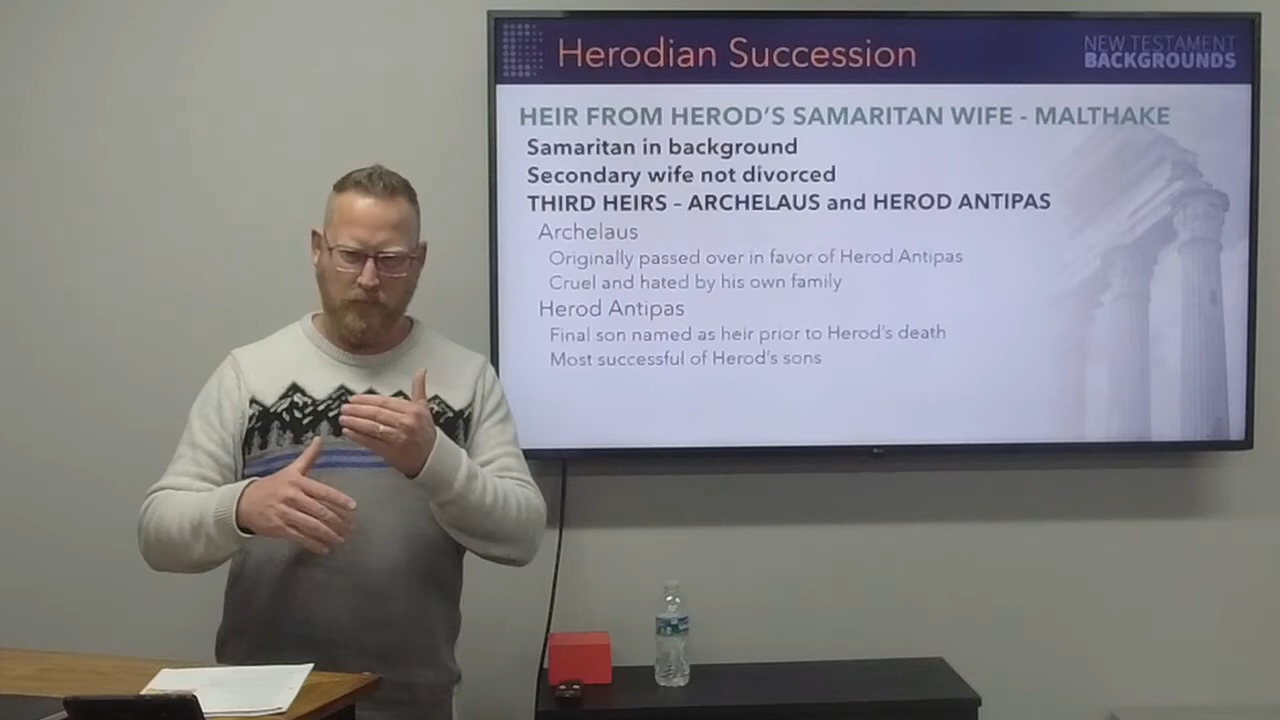 Herodian Succession
NEW TESTAMENT
BACKGROUNDS
HEIR FROM HEROD'S SAMARITAN WIFE - MALTHAKE
Samaritan in background
Secondary wife not divorced
THIRD HEIRS – ARCHELAUS and HEROD ANTIPAS
Archelaus
Originally passed over in favor of Herod Antipas
Cruel and hated by his own family
Herod Antipas
Final son named as heir prior to Herod's death
Most successful of Herod's sons